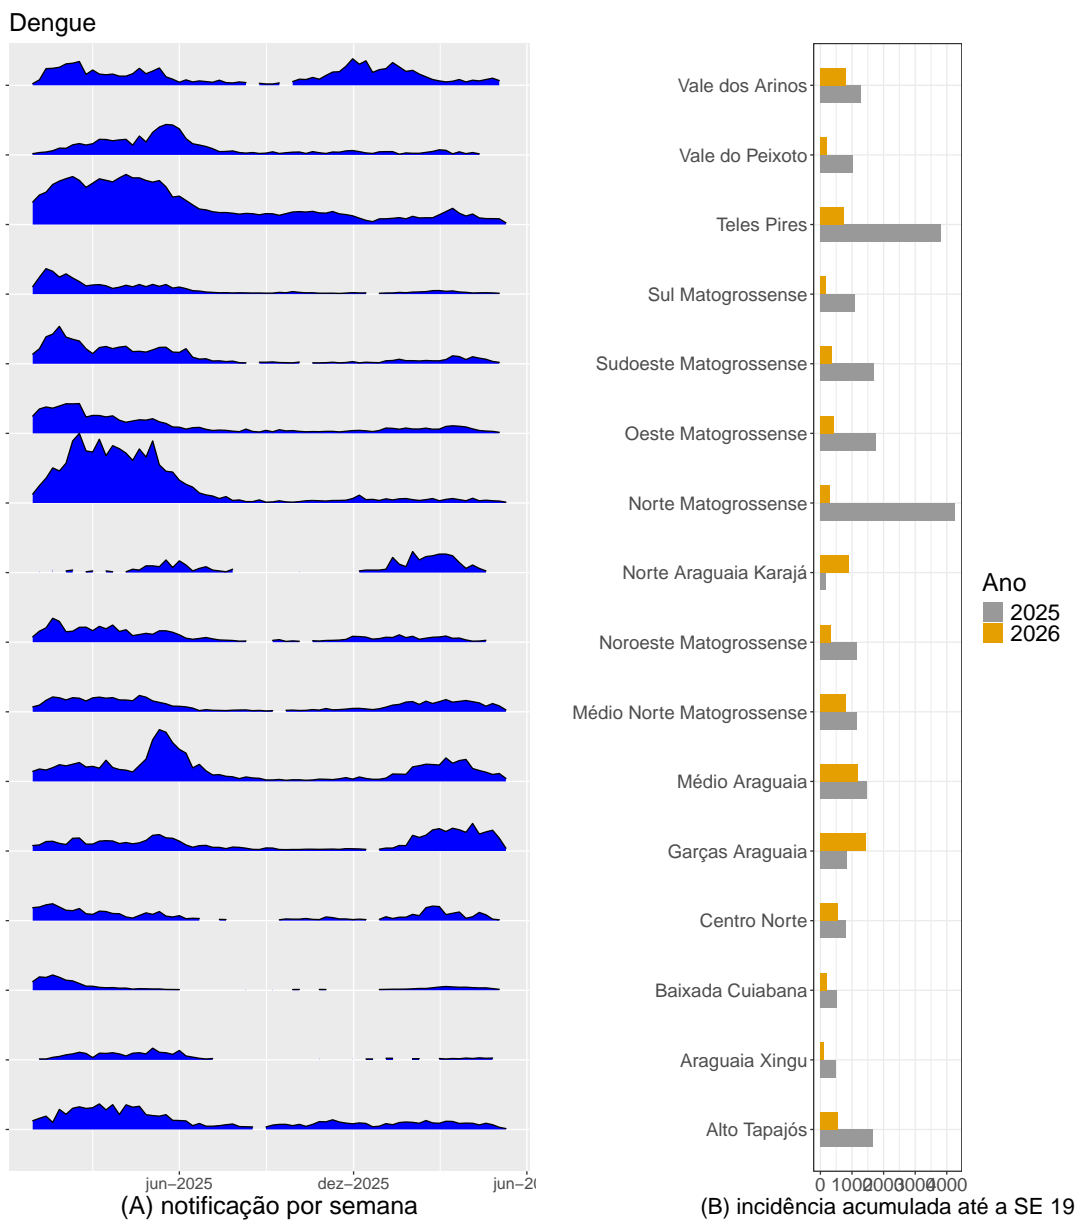 Dengue
Vale dos Arinos
Vale do Peixoto
Teles Pires
Sul Matogrossense
Sudoeste Matogrossense
Oeste Matogrossense
Norte Matogrossense
Norte Araguaia Karajá
Noroeste Matogrossense
Médio Norte Matogrossense
Médio Araguaia
Garças Araguaia
Centro Norte
Baixada Cuiabana
Araguaia Xingu
Alto Tapajós
Ano
2025
2026
jun–2025 dez–2025 jun–20
0 1000 2000 3000 4000
(A) notificação por semana
(B) incidência acumulada até a SE 19